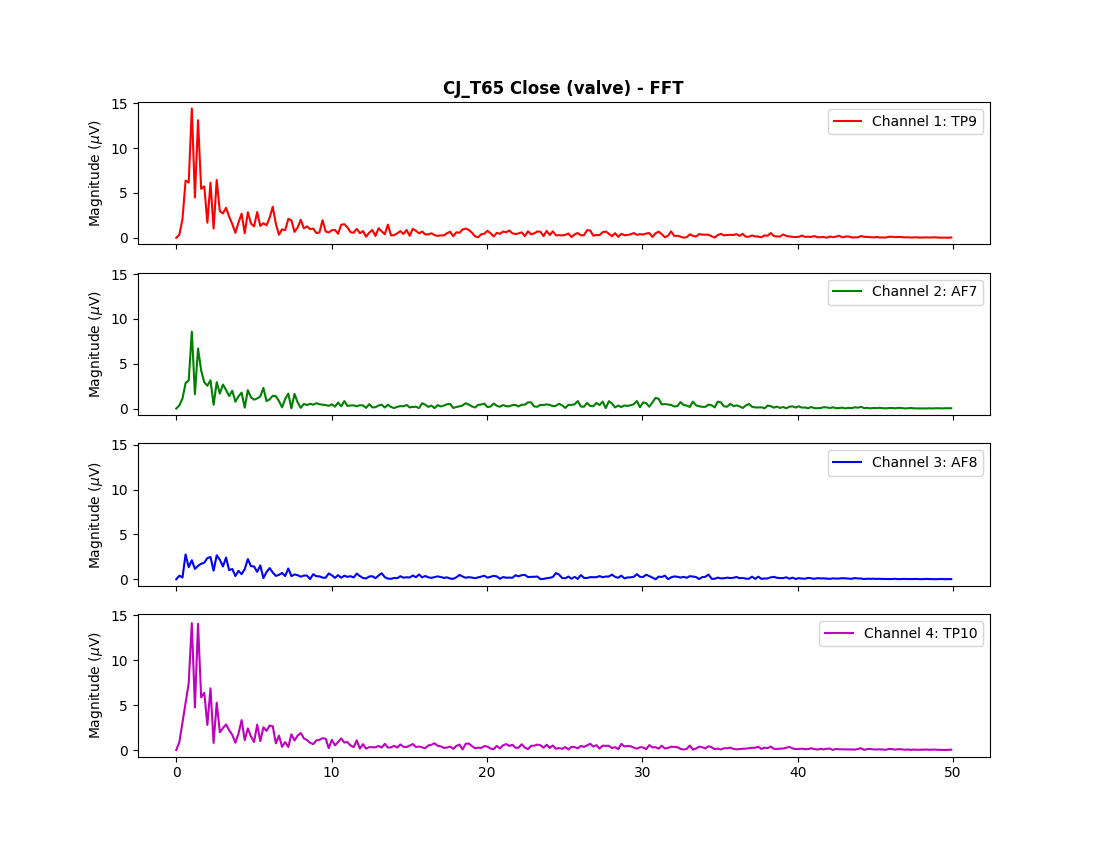 CJ_T65 Close (valve) - FFT
15
10
5
0
Magnitude (μV)
Channel 1: TP9
15
10
5
0
Magnitude (μV)
Channel 2: AF7
15
10
5
0
Magnitude (μV)
Channel 3: AF8
15
10
5
0
Magnitude (μV)
Channel 4: TP10
0 10 20 30 40 50